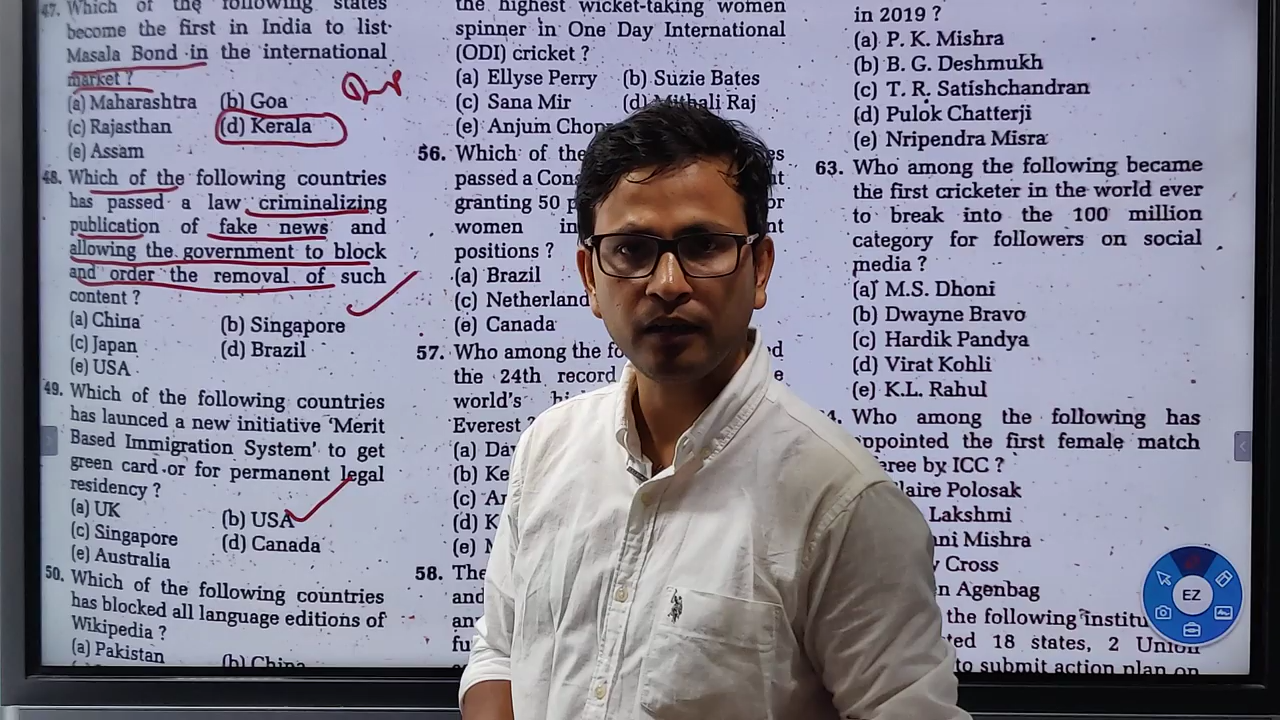 47. Which of the following states
become the first in India to list
Masala Bond in the international
market ?
(a) Maharashtra (b) Goa
(c) Rajasthan (d) Kerala
(e) Assam
48. Which of the following countries
has passed a law criminalizing
publication of fake news and
allowing the government to block
and order the removal of such
content ?
(a) China (b) Singapore
(c) Japan (d) Brazil
(e) USA
49. Which of the following countries
has launced a new initiative 'Merit
Based Immigration System' to get
green card or for permanent legal
residency ?
(a) UK (b) USA
(c) Singapore (d) Canada
(e) Australia
50. Which of the following countries
has blocked all language editions of
Wikipedia ?
(a) Pakistan (b) China
the highest wicket-taking women
spinner in One Day International
(ODI) cricket ?
(a) Ellyse Perry (b) Suzie Bates
(c) Sana Mir (d) Mithali Raj
(e) Anjum
56. Which of the
passed a
granting 50
women in
positions ?
(a) Brazil
(c) Netherland
(e) Canada
57. Who among the
the 24th record
world's
Everest ?
(a)
(b)
(c)
(d)
(e)
58.
in 2019 ?
(a) P. K. Mishra
(b) B. G. Deshmukh
(c) T. R. Satishchandran
(d) Pulok Chatterji
(e) Nripendra Misra
63. Who among the following became
the first cricketer in the world ever
to break into the 100 million
category for followers on social
media ?
(a) M.S. Dhoni
(b) Dwayne Bravo
(c) Hardik Pandya
(d) Virat Kohli
(e) K.L. Rahul
Who among the following has
appointed the first female match
by ICC ?
Polosak
Lakshmi
Mishra
Cross
Agenbag
the following
18 states, 2 Union
to submit action plan on
EZ